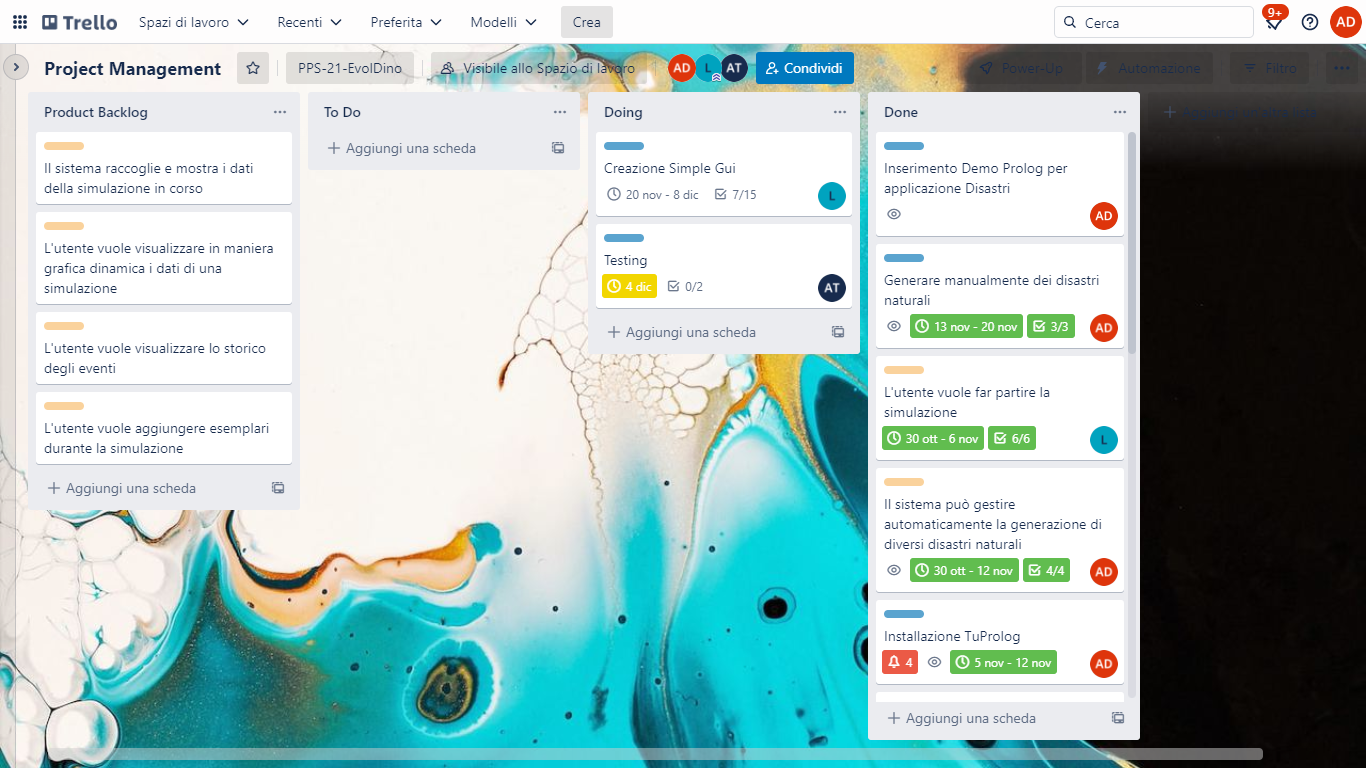 Trello
Spazi di lavoro
Recenti
Preferita
Modelli
Crea
Cerca
9+
AD
Project Management
PPS-21-EvolDino
Visibile allo Spazio di lavoro
AD
L
AT
Condividi
Power-Up
Automazione
Filtro
Product Backlog
Il sistema raccoglie e mostra i dati
della simulazione in corso
L'utente vuole visualizzare in maniera
grafica dinamica i dati di una
simulazione
L'utente vuole visualizzare lo storico
degli eventi
L'utente vuole aggiungere esemplari
durante la simulazione
Aggiungi una scheda
To Do
Aggiungi una scheda
Doing
Creazione Simple Gui
20 nov - 8 dic 7/15
L
Testing
4 dic 0/2
AT
Aggiungi una scheda
Done
Inserimento Demo Prolog per
applicazione Disastri
AD
Generare manualmente dei disastri
naturali
13 nov - 20 nov 3/3
AD
L'utente vuole far partire la
simulazione
30 ott - 6 nov 6/6
L
Il sistema può gestire
automaticamente la generazione di
diversi disastri naturali
30 ott - 12 nov 4/4
AD
Installazione TuProlog
4 5 nov - 12 nov
AD
Aggiungi una scheda